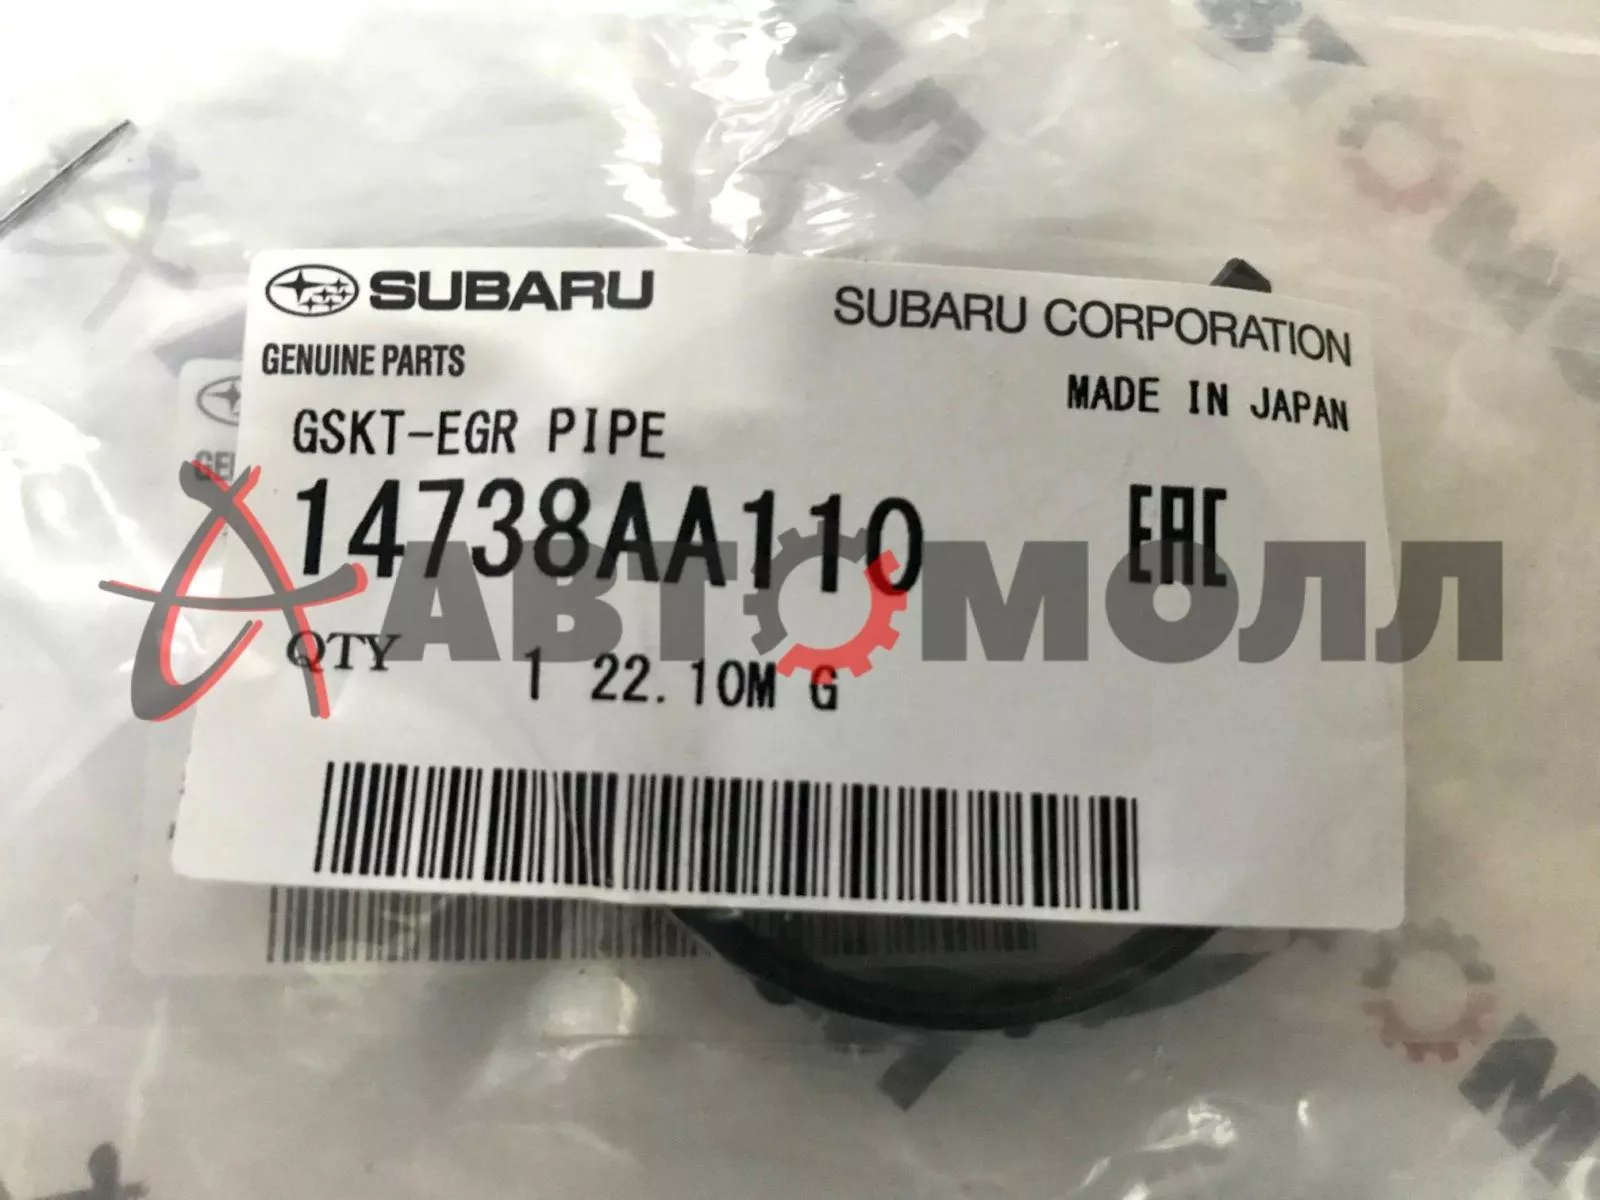 SUBARU
SUBARU CORPORATION
GENUINE PARTS
MADE IN JAPAN
GSKT-EGR PIPE
14738AA110
EAC
АВТОМОЛЛ
QTY 1 22.10M G